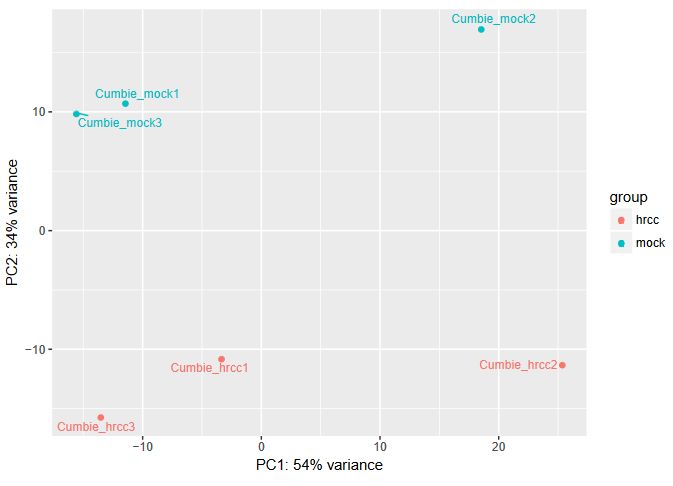 Cumbie_mock2
Cumbie_mock1
10
Cumbie_mock3
PC2: 34% variance
0
−10
Cumbie_hrcc1
Cumbie_hrcc2
Cumbie_hrcc3
−10
0
10
20
PC1: 54% variance
group
hrcc
mock